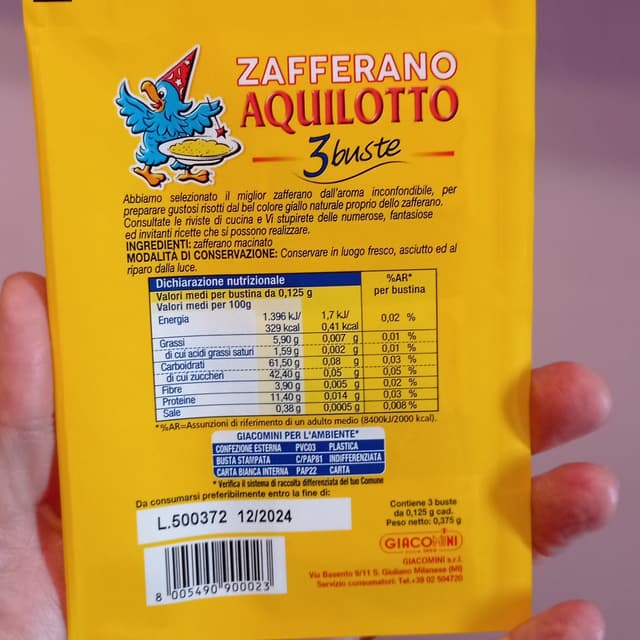 ZAFFERANO
AQUILOTTO
3 buste
Abbiamo selezionato il miglior zafferano dall'aroma inconfondibile, per
preparare gustosi risotti dal bel colore giallo naturale proprio dello zafferano.
Consultate le riviste di cucina e Vi stupirete delle numerose, fantasiose
ed invitanti ricette che si possono realizzare.
INGREDIENTI: zafferano macinato
MODALITÀ DI CONSERVAZIONE: Conservare in luogo fresco, asciutto ed al
riparo dalla luce.
Dichiarazione nutrizionale %AR*
Valori medi per bustina da 0,125 g per bustina
Valori medi per 100g
Energia 1.396 kJ/ 1,7 kJ/ 0,02 %
329 kcal 0,41 kcal
Grassi 5,90 g 0,007 g 0,01 %
di cui acidi grassi saturi 1,59 g 0,002 g 0,01 %
Carboidrati 61,50 g 0,08 g 0,03 %
di cui zuccheri 42,40 g 0,05 g 0,05 %
Fibre 3,90 g 0,005 g 0,02 %
Proteine 11,40 g 0,014 g 0,03 %
Sale 0,38 g 0,0005 g 0,008 %
*%AR=Assunzioni di riferimento di un adulto medio (8400kJ/2000 kcal).
GIACOMINI PER L'AMBIENTE*
CONFEZIONE ESTERNA PVC03 PLASTICA
BUSTA STAMPATA C/PAP81 INDIFFERENZIATA
CARTA BIANCA INTERNA PAP22 CARTA
* Verifica il sistema di raccolta differenziata del tuo Comune
Da consumarsi preferibilmente entro la fine di:
L.500372 12/2024
Contiene 3 buste
da 0,125 g cad.
Peso netto: 0,375 g
GIACOMINI
GIACOMINI s.r.l.
Via Basento 9/11 S. Giuliano Milanese (MI)
Servizio consumatori: Tel.+39 02 504720
8 005490 900023